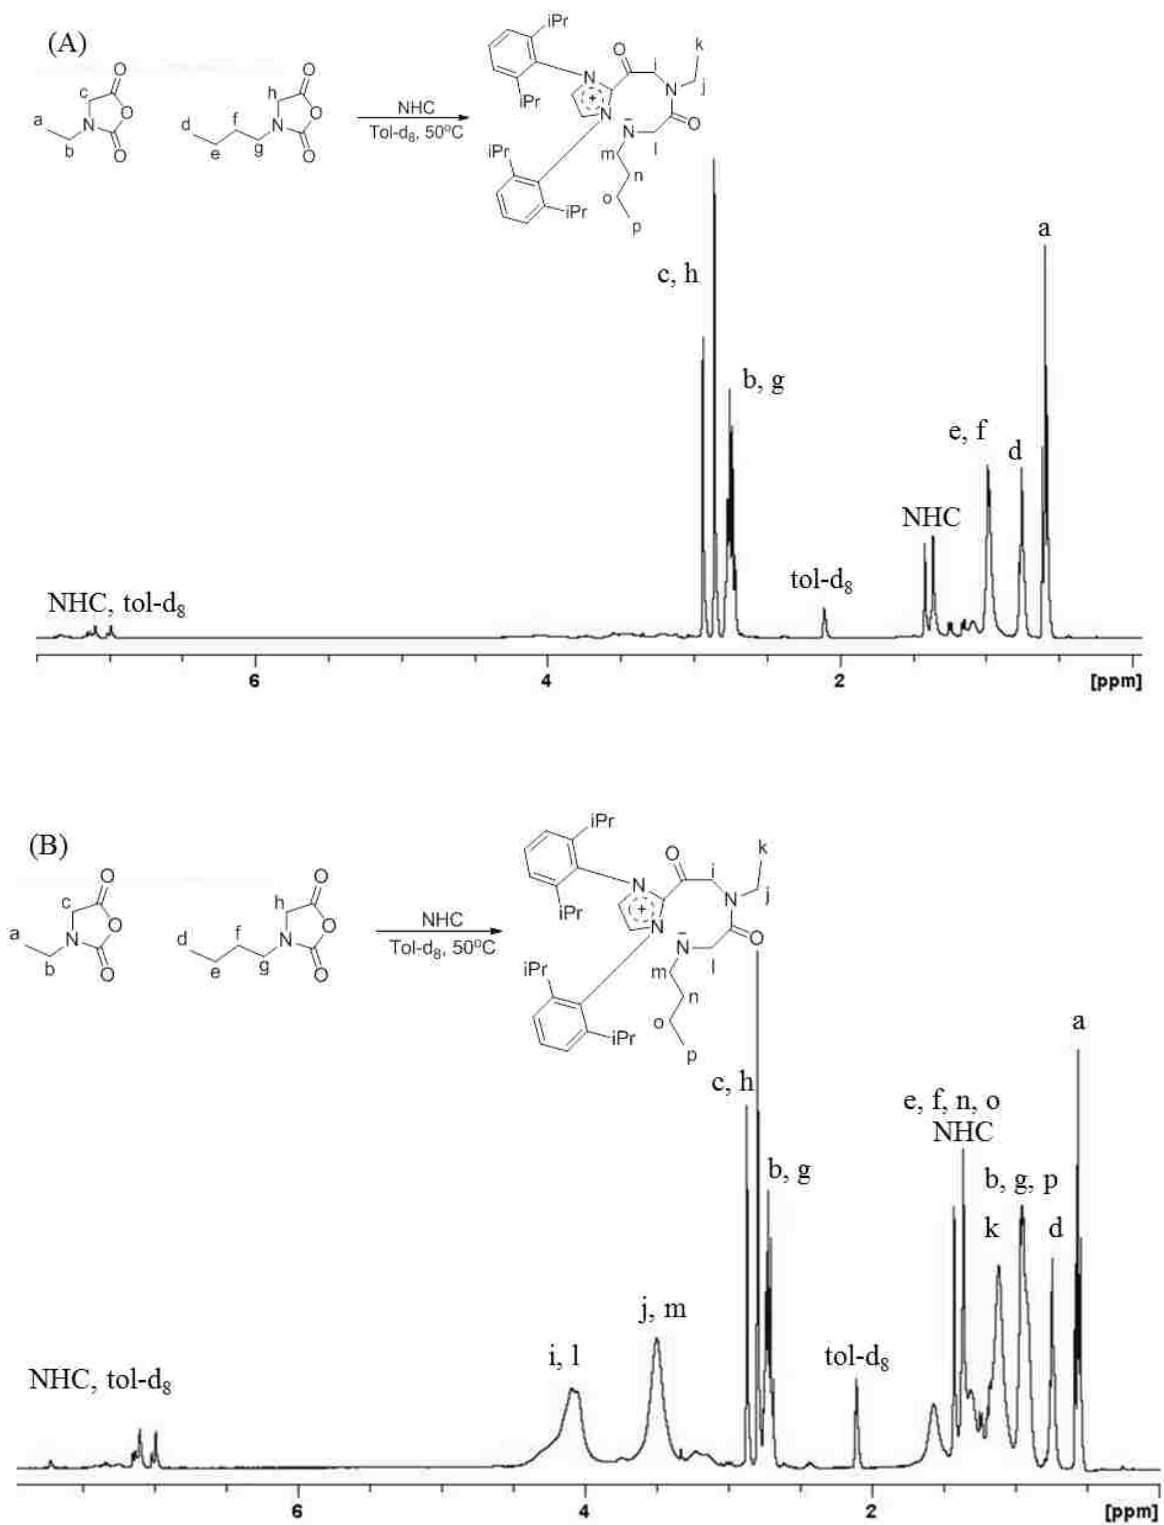 (A)
iPr
k
O
O
i
N
c
h
N
j
iPr
+
a
N
O
d
f
N
O
NHC
N
O
e
g
Tol-d8, 50°C
N
–
b
O
O
iPr
m
l
n
o
iPr
p
a
c, h
b, g
e, f
d
NHC
tol-d8
NHC, tol-d8
6
4
2
[ppm]
(B)
iPr
k
O
O
O
i
c
h
N
N
j
a
N
O
d
f
N
O
NHC
iPr
+
N
O
b
e
g
Tol-d8, 50°C
N
–
O
O
iPr
m
l
n
o
iPr
p
a
c, h
e, f, n, o
NHC
b, g
b, g, p
k
d
j, m
i, l
tol-d8
NHC, tol-d8
6
4
2
[ppm]